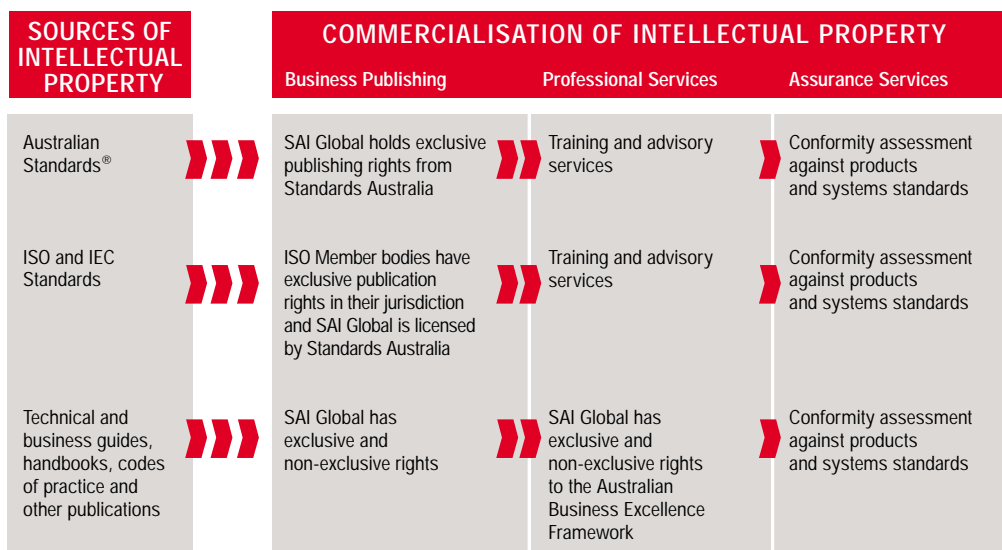 SOURCES OF
INTELLECTUAL
PROPERTY
COMMERCIALISATION OF INTELLECTUAL PROPERTY
Business Publishing
Professional Services
Assurance Services
Australian
Standards®
SAI Global holds exclusive
publishing rights from
Standards Australia
Training and advisory
services
Conformity assessment
against products
and systems standards
ISO and IEC
Standards
ISO Member bodies have
exclusive publication
rights in their jurisdiction
and SAI Global is licensed
by Standards Australia
Training and advisory
services
Conformity assessment
against products
and systems standards
Technical and
business guides,
handbooks, codes
of practice and
other publications
SAI Global has
exclusive and
non-exclusive rights
SAI Global has
exclusive and
non-exclusive rights
to the Australian
Business Excellence
Framework
Conformity assessment
against products
and systems standards